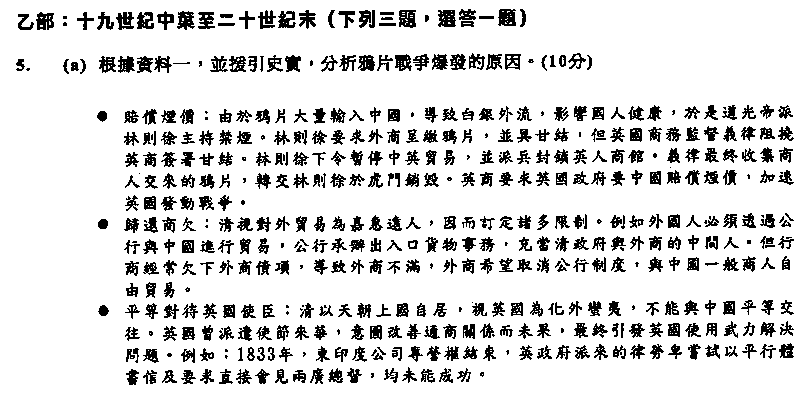 乙部：十九世紀中葉至二十世紀末（下列三題，選答一題）
5. (a) 根據資料一，並援引史實，分析鴉片戰爭爆發的原因。(10分)
● 賠償煙價：由於鴉片大量輸入中國，導致白銀外流，影響國人健康，於是道光帝派
林則徐主持禁煙。林則徐要求外商呈繳鴉片，並具甘結，但英國商務監督義律阻撓
英商簽署甘結。林則徐下令暫停中英貿易，並派兵封鎖英人商館。義律最終收集商
人交來的鴉片，轉交林則徐於虎門銷毀。英商要求英國政府要中國賠償煙價，加速
英國發動戰爭。
● 歸還商欠：清視對外貿易為嘉惠遠人，因而訂定諸多限制。例如外國人必須透過公
行與中國進行貿易，公行承辦出入口貨物事務，充當清政府與外商的中間人。但行
商經常欠下外商債項，導致外商不滿，外商希望取消公行制度，與中國一般商人自
由貿易。
● 平等對待英國使臣：清以天朝上國自居，視英國為化外蠻夷，不能與中國平等交
往。英國曾派遣使節來華，意圖改善通商關係而未果，最終引發英國使用武力解決
問題。例如：1833年，東印度公司專營權結束，英政府派來的律勞卑嘗試以平行體
書信及要求直接會見兩廣總督，均未能成功。